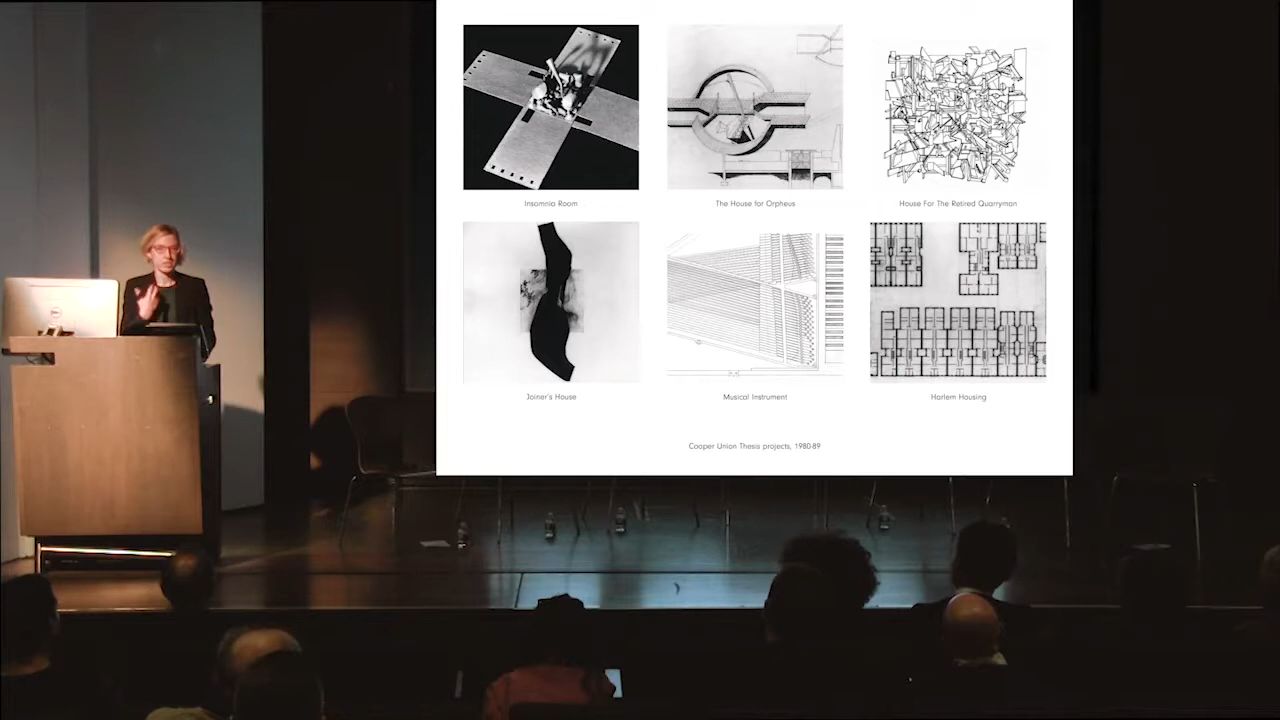 Insomnia Room
The House for Orpheus
House For The Retired Quarryman
Joiner's House
Musical Instrument
Harlem Housing
Cooper Union Thesis projects, 1980-89